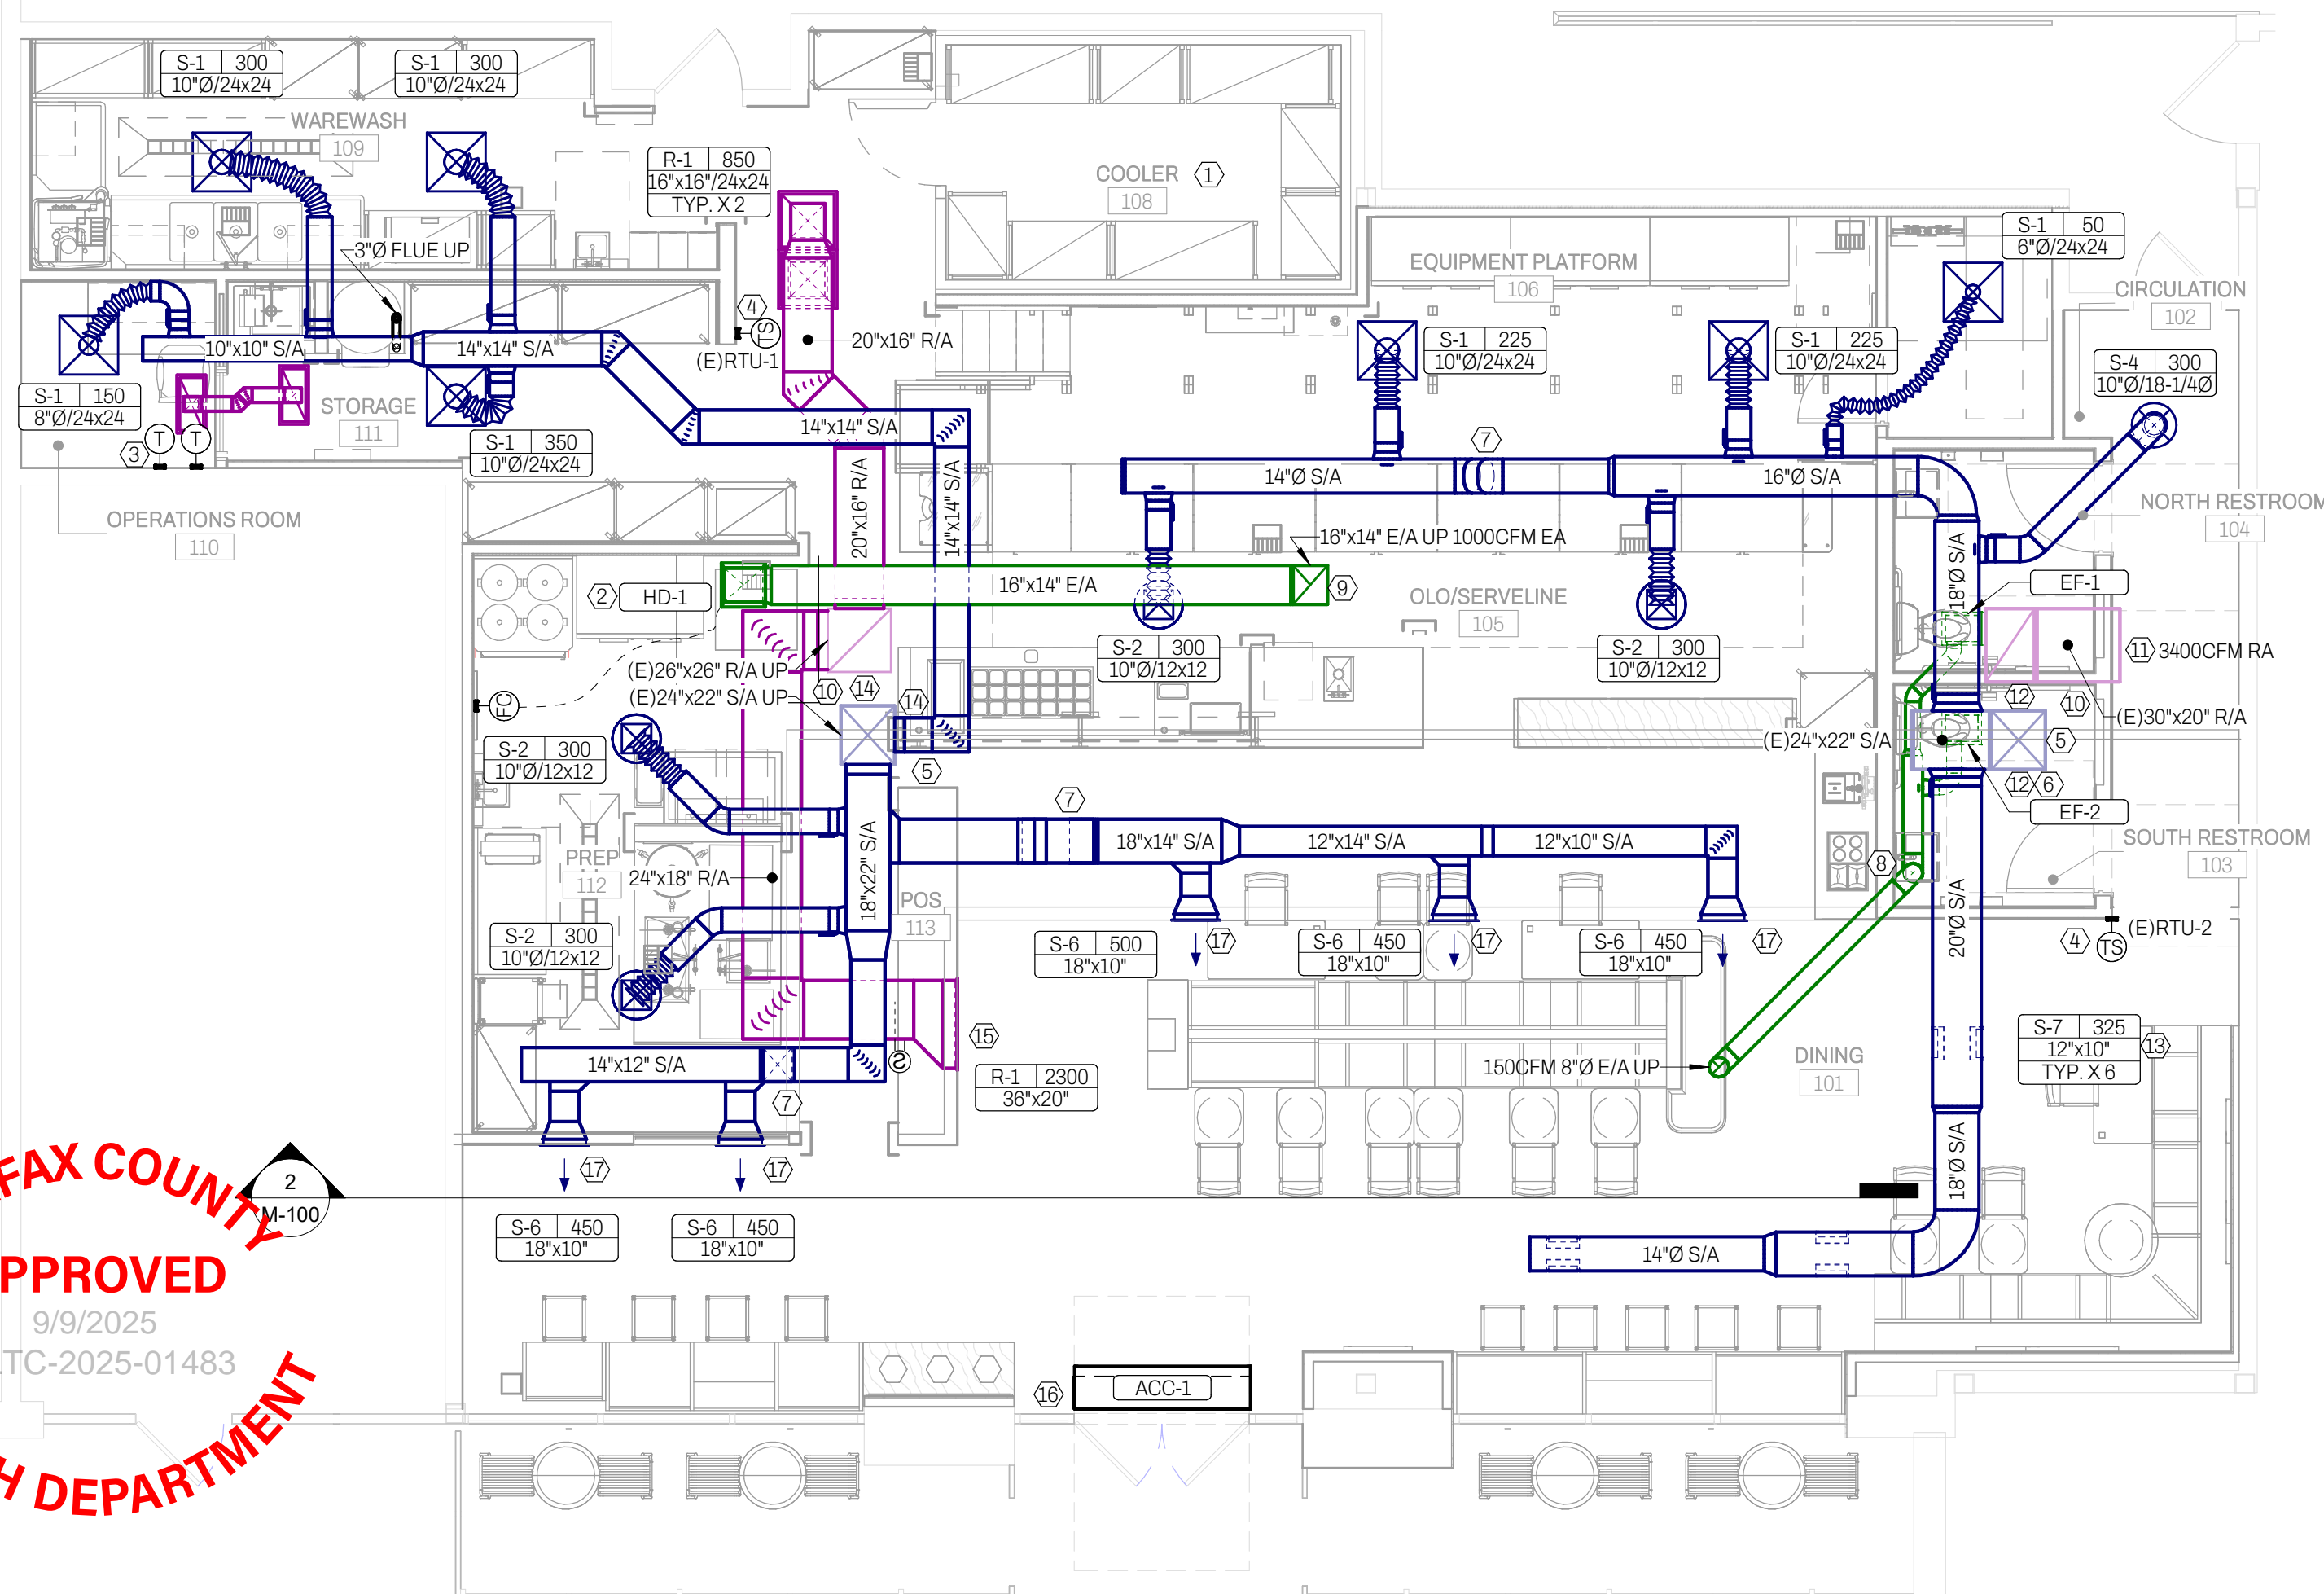 S-1 300
10"Ø/24x24
S-1 300
10"Ø/24x24
WAREWASH
109
R-1 850
16"x16"/24x24
TYP. X 2
COOLER
108
1
3"Ø FLUE UP
EQUIPMENT PLATFORM
106
S-1 50
6"Ø/24x24
CIRCULATION
102
4
TS
(E)RTU-1
20"x16" R/A
10"x10" S/A
14"x14" S/A
S-1 225
10"Ø/24x24
S-1 225
10"Ø/24x24
S-4 300
10"Ø/18-1/4Ø
S-1 150
8"Ø/24x24
STORAGE
111
3
T
T
S-1 350
10"Ø/24x24
14"x14" S/A
20"x16" R/A
14"x14" S/A
7
14"Ø S/A
16"Ø S/A
NORTH RESTROOM
104
OPERATIONS ROOM
110
16"x14" E/A UP 1000CFM EA
18"Ø S/A
EF-1
2
HD-1
16"x14" E/A
9
OLO/SERVELINE
105
S-2 300
10"Ø/12x12
S-2 300
10"Ø/12x12
11
3400CFM RA
(E)26"x26" R/A UP
(E)24"x22" S/A UP
10
14
14
FC
12
10
(E)30"x20" R/A
(E)24"x22" S/A
5
5
12
6
EF-2
S-2 300
10"Ø/12x12
7
18"x14" S/A
12"x14" S/A
12"x10" S/A
18"x22" S/A
PREP
112
24"x18" R/A
POS
113
8
SOUTH RESTROOM
103
20"Ø S/A
S-2 300
10"Ø/12x12
S-6 500
18"x10"
17
S-6 450
18"x10"
17
S-6 450
18"x10"
17
4
TS
(E)RTU-2
15
S
14"x12" S/A
R-1 2300
36"x20"
7
150CFM 8"Ø E/A UP
DINING
101
S-7 325
12"x10"
TYP. X 6
13
17
17
18"Ø S/A
2
M-100
S-6 450
18"x10"
S-6 450
18"x10"
14"Ø S/A
FAX COUNTY
PPROVED
9/9/2025
TC-2025-01483
H DEPARTMENT
16
ACC-1